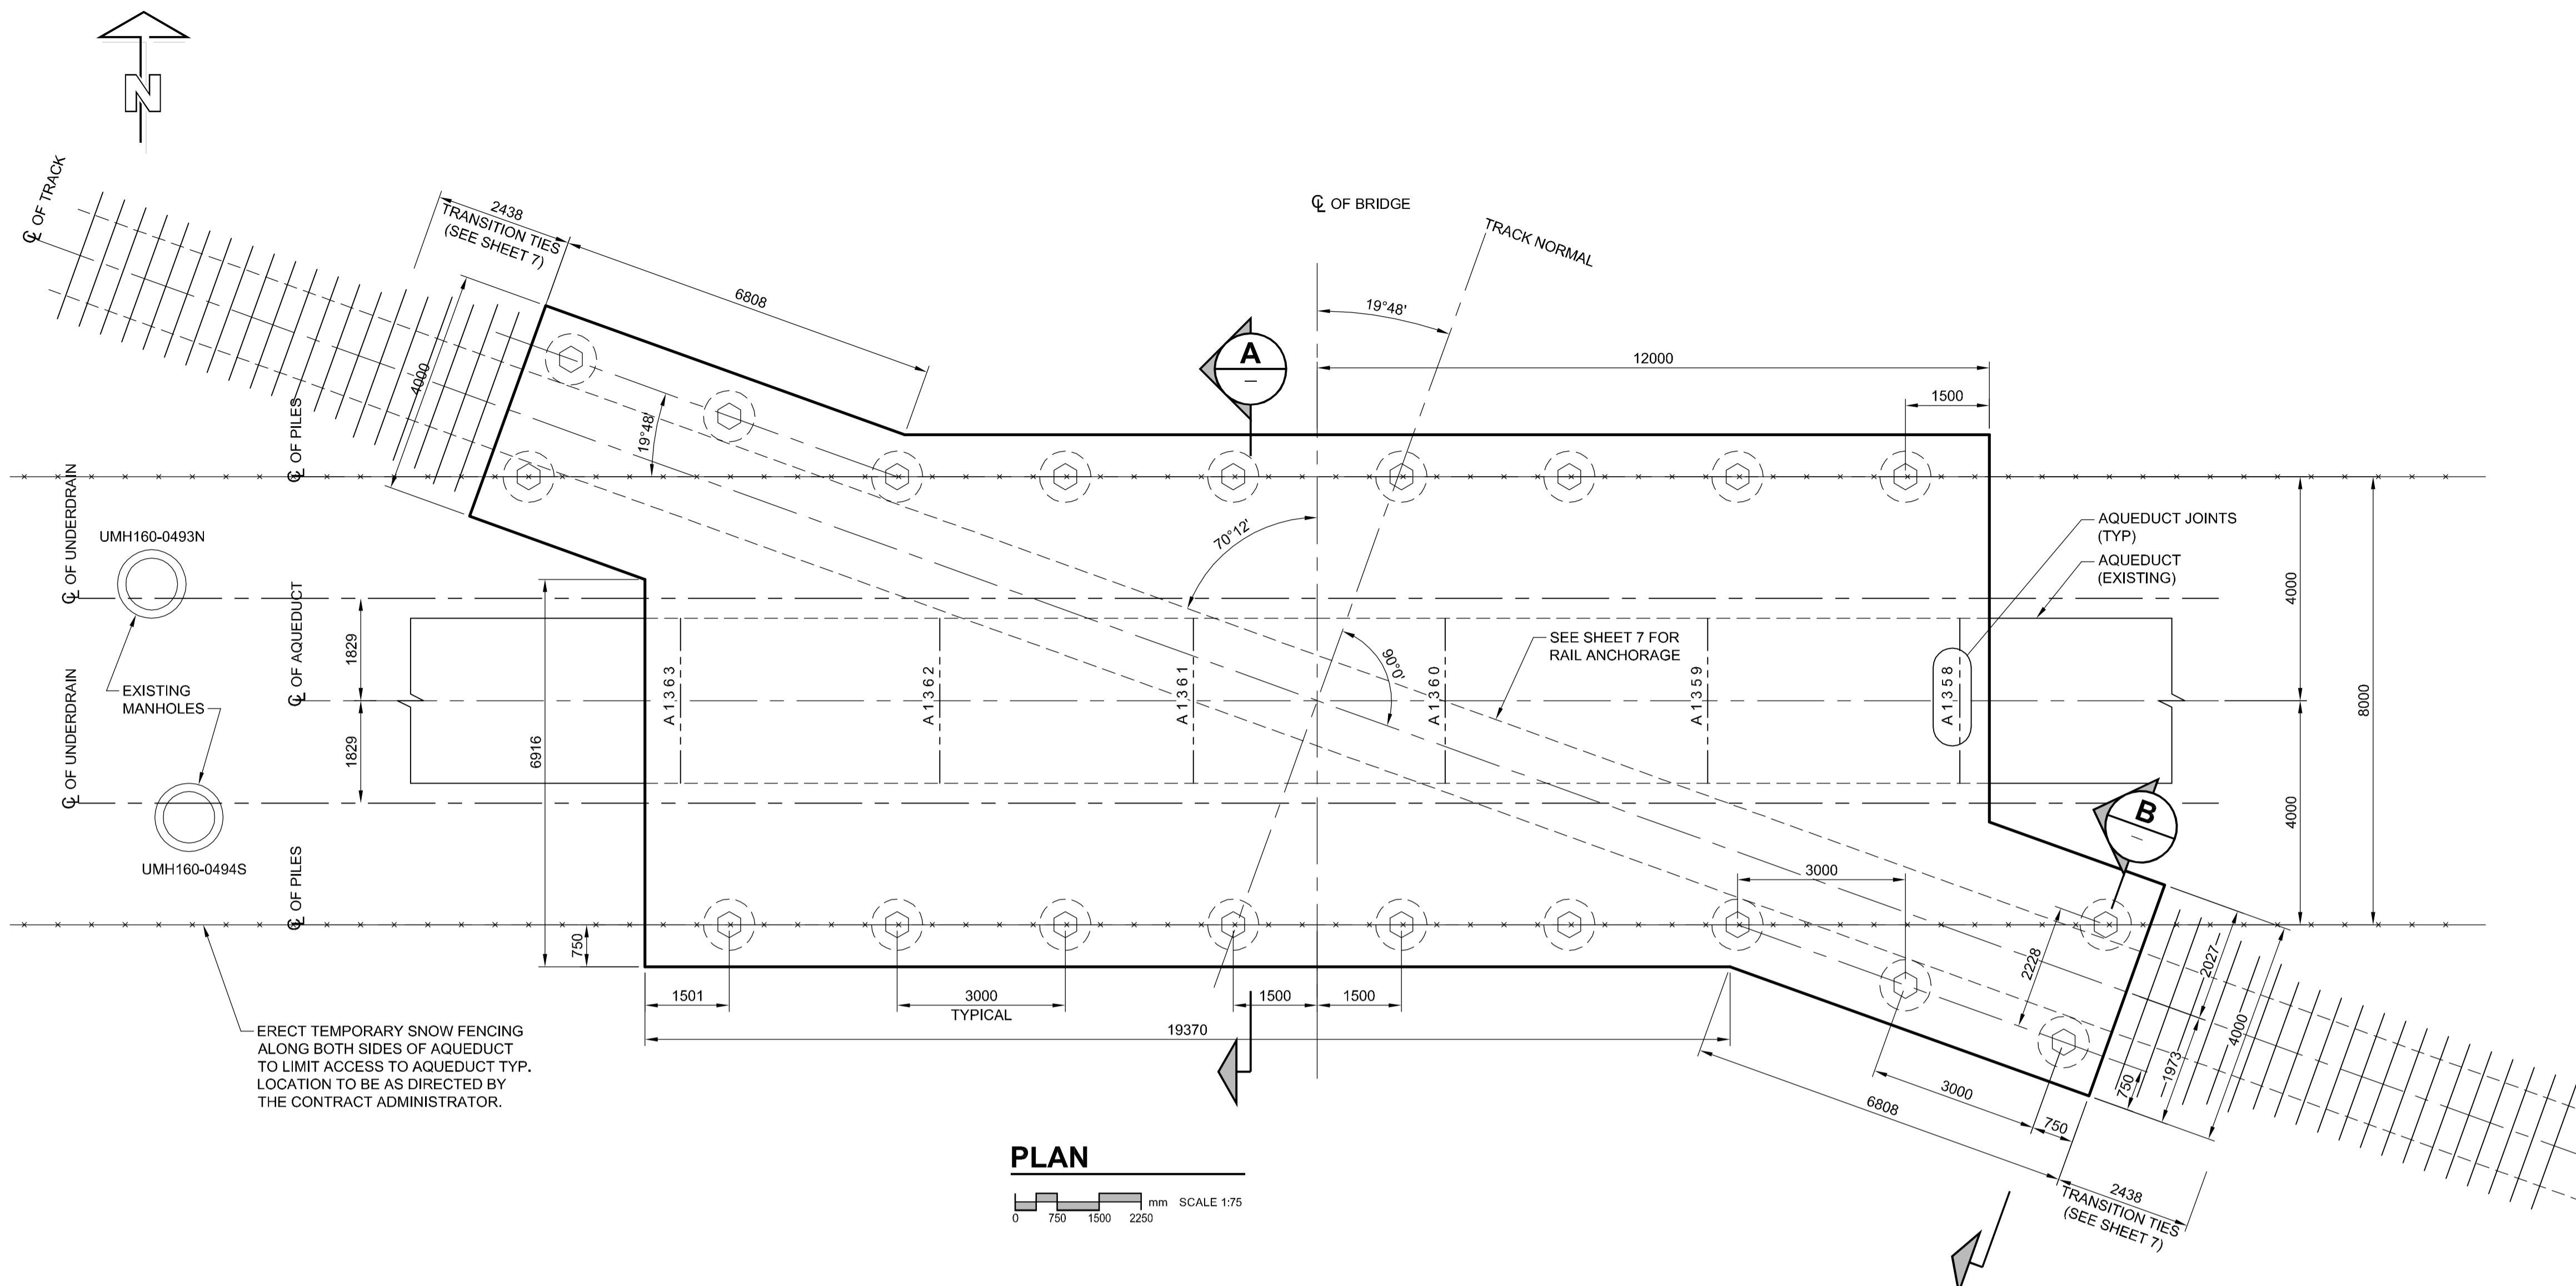 N
℄ OF TRACK
2438
TRANSITION TIES
(SEE SHEET 7)
6808
4000
19°48'
℄ OF BRIDGE
TRACK NORMAL
19°48'
A
–
12000
1500
℄ OF PILES
℄ OF UNDERDRAIN
UMH160-0493N
70°12'
AQUEDUCT JOINTS
(TYP)
AQUEDUCT
(EXISTING)
4000
8000
4000
℄ OF AQUEDUCT
1829
1829
EXISTING
MANHOLES
℄ OF UNDERDRAIN
6916
A1363
A1362
A1361
A1360
A1359
A1358
90°0'
SEE SHEET 7 FOR
RAIL ANCHORAGE
B
–
UMH160-0494S
℄ OF PILES
750
3000
2228
2027
1973
4000
750
1501
3000
TYPICAL
1500
1500
19370
ERECT TEMPORARY SNOW FENCING
ALONG BOTH SIDES OF AQUEDUCT
TO LIMIT ACCESS TO AQUEDUCT TYP.
LOCATION TO BE AS DIRECTED BY
THE CONTRACT ADMINISTRATOR.
3000
750
6808
2438
TRANSITION TIES
(SEE SHEET 7)
PLAN
mm SCALE 1:75
0 750 1500 2250